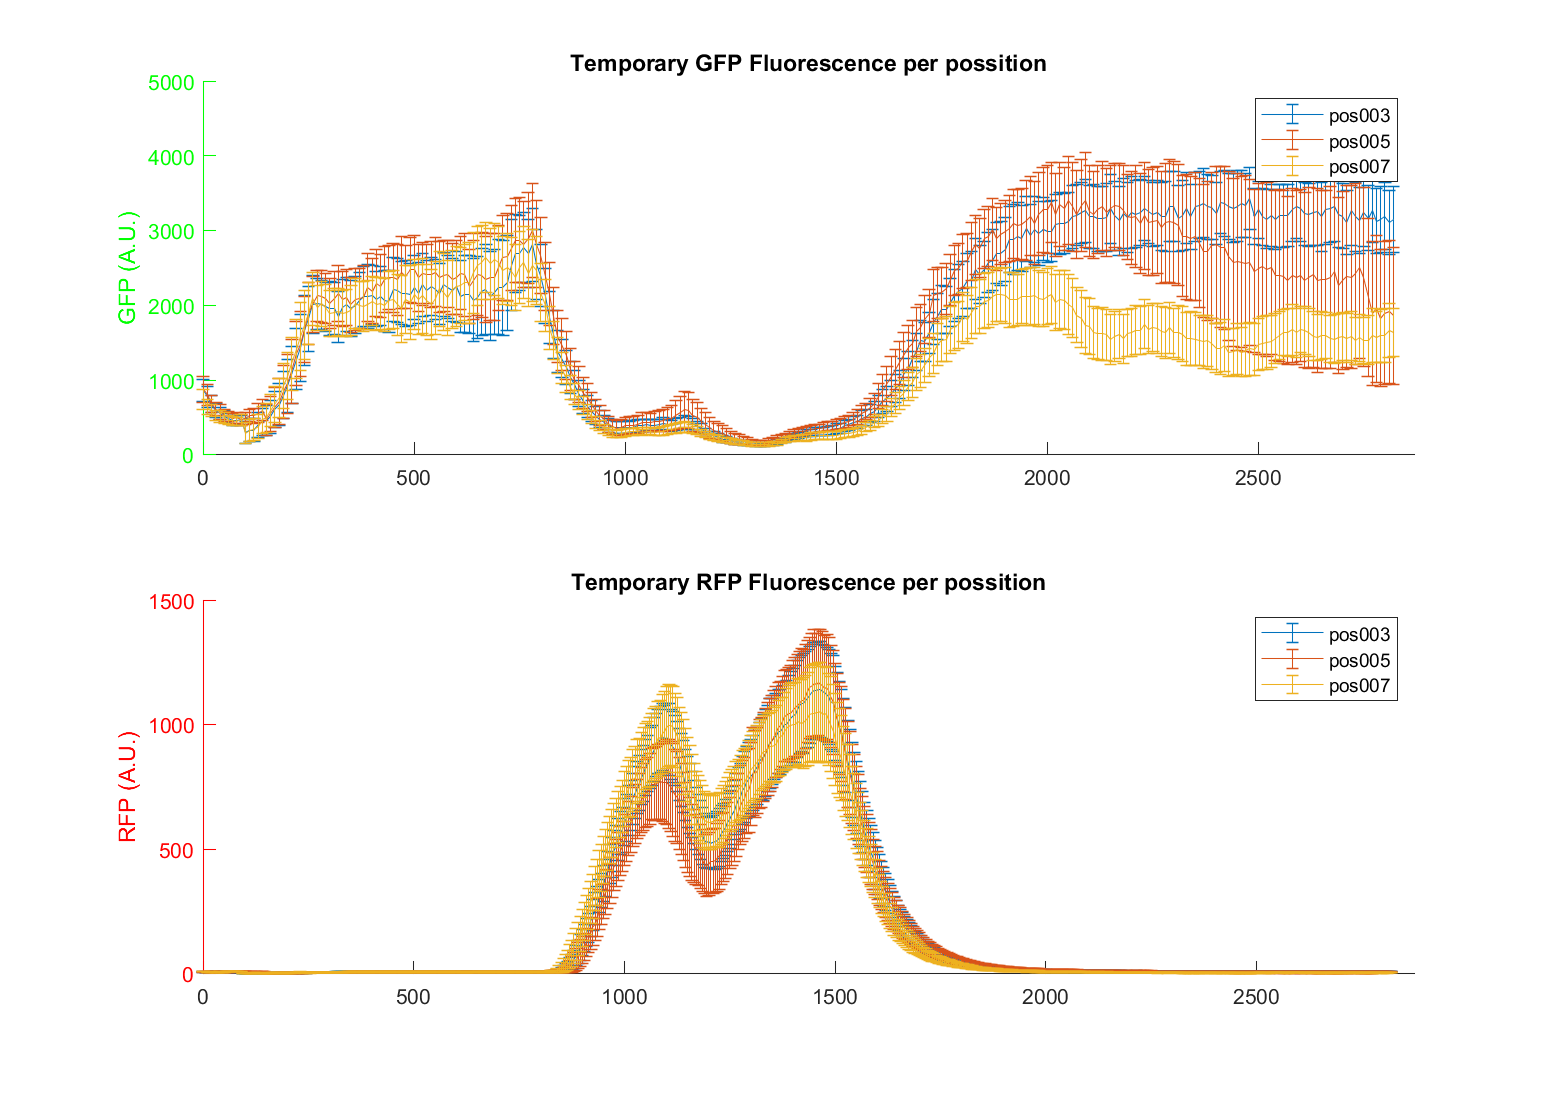 Temporary GFP Fluorescence per possition
5000
4000
3000
2000
1000
0
GFP (A.U.)
pos003
pos005
pos007
0 500 1000 1500 2000 2500
Temporary RFP Fluorescence per possition
1500
1000
500
0
RFP (A.U.)
pos003
pos005
pos007
0 500 1000 1500 2000 2500